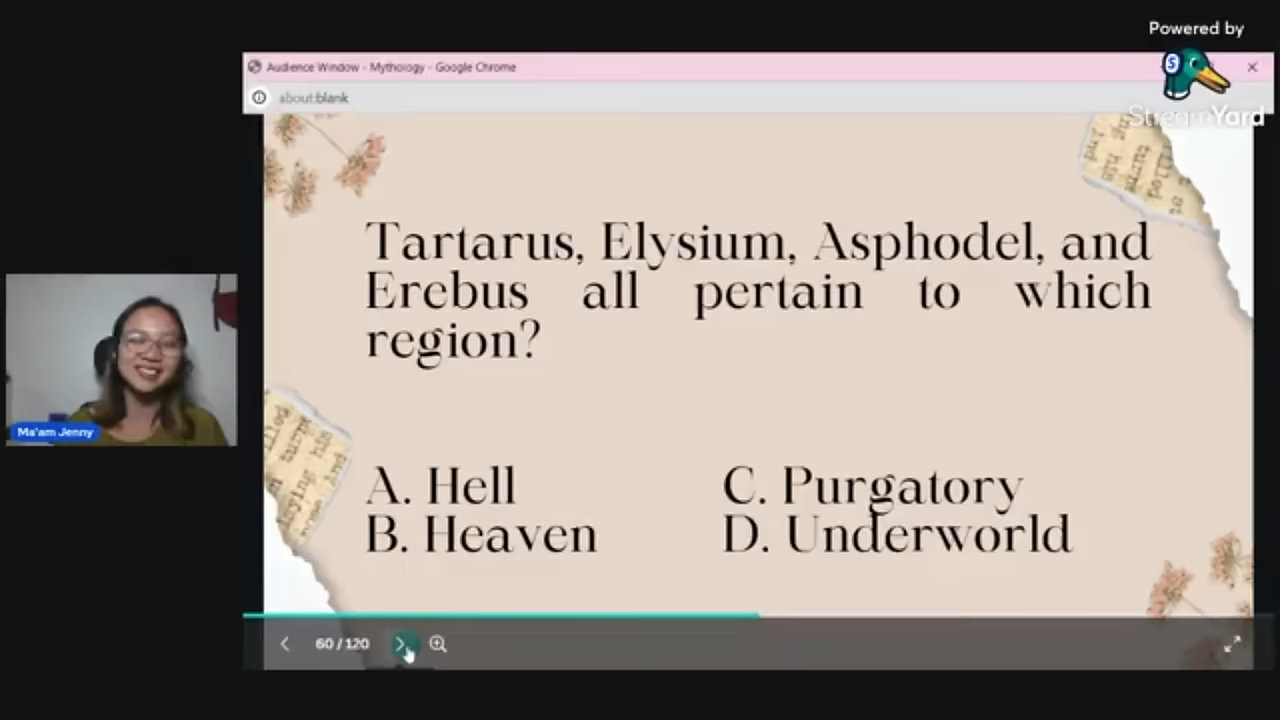 Powered by
StreamYard
Audience Window - Mythology - Google Chrome
about:blank
Tartarus, Elysium, Asphodel, and
Erebus all pertain to which
region?
A. Hell
B. Heaven
C. Purgatory
D. Underworld
Ma'am Jenny
60 / 120